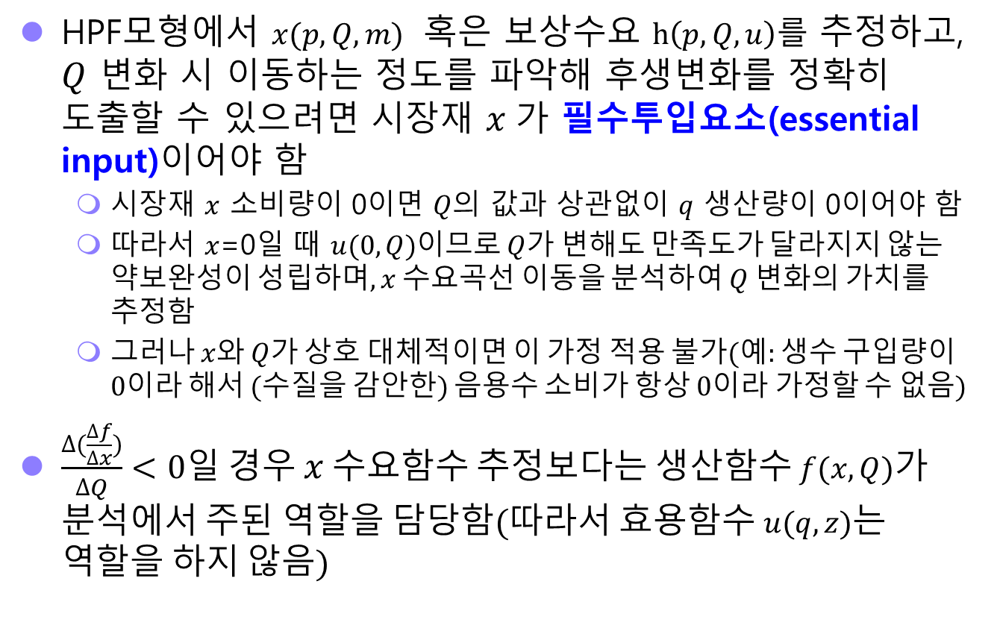 ● HPF모형에서 x(p, Q, m) 혹은 보상수요 h(p, Q, u)를 추정하고,
Q 변화 시 이동하는 정도를 파악해 후생변화를 정확히
도출할 수 있으려면 시장재 x 가 필수투입요소(essential
input)이어야 함
❍ 시장재 x 소비량이 0이면 Q의 값과 상관없이 q 생산량이 0이어야 함
❍ 따라서 x=0일 때 u(0, Q)이므로 Q가 변해도 만족도가 달라지지 않는
약보완성이 성립하며, x 수요곡선 이동을 분석하여 Q 변화의 가치를
추정함
❍ 그러나 x와 Q가 상호 대체적이면 이 가정 적용 불가(예: 생수 구입량이
0이라 해서 (수질을 감안한) 음용수 소비가 항상 0이라 가정할 수 없음)
● Δ(Δf/Δx)/ΔQ < 0일 경우 x 수요함수 추정보다는 생산함수 f(x, Q)가
분석에서 주된 역할을 담당함(따라서 효용함수 u(q, z)는
역할을 하지 않음)